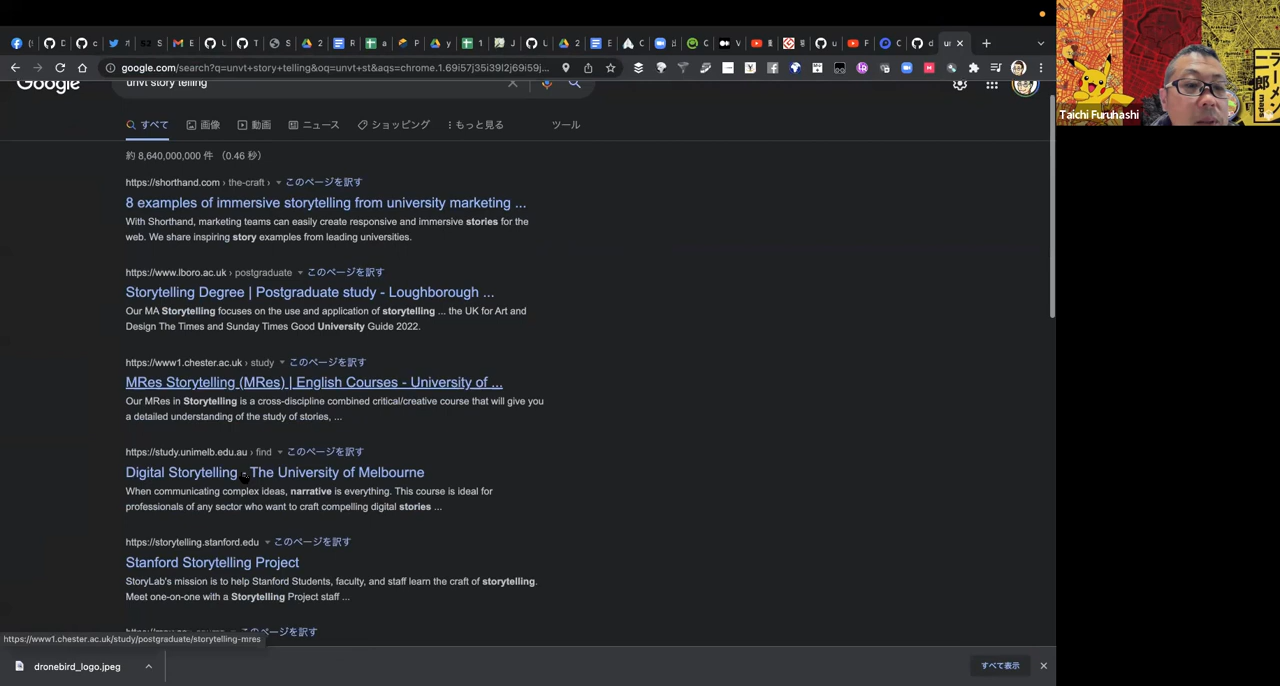 google.com/search?q=unvt+story+telling&oq=unvt+st&aqs=chrome.1.69i57j35i39l2j69i59j...
Google
unvt story telling
すべて 画像 動画 ニュース ショッピング もっと見る ツール
約 8,640,000,000 件 （0.46 秒）
https://shorthand.com › the-craft › このページを訳す
8 examples of immersive storytelling from university marketing ...
With Shorthand, marketing teams can easily create responsive and immersive stories for the
web. We share inspiring story examples from leading universities.
https://www.lboro.ac.uk › postgraduate このページを訳す
Storytelling Degree | Postgraduate study - Loughborough ...
Our MA Storytelling focuses on the use and application of storytelling ... the UK for Art and
Design The Times and Sunday Times Good University Guide 2022.
https://www1.chester.ac.uk › study このページを訳す
MRes Storytelling (MRes) | English Courses - University of ...
Our MRes in Storytelling is a cross-discipline combined critical/creative course that will give you
a detailed understanding of the study of stories, ...
https://study.unimelb.edu.au › find このページを訳す
Digital Storytelling - The University of Melbourne
When communicating complex ideas, narrative is everything. This course is ideal for
professionals of any sector who want to craft compelling digital stories ...
https://storytelling.stanford.edu このページを訳す
Stanford Storytelling Project
StoryLab's mission is to help Stanford Students, faculty, and staff learn the craft of storytelling.
Meet one-on-one with a Storytelling Project staff ...
このページを訳す
https://www1.chester.ac.uk/study/postgraduate/storytelling-mres
dronebird_logo.jpeg
すべて表示
Taichi Furuhashi